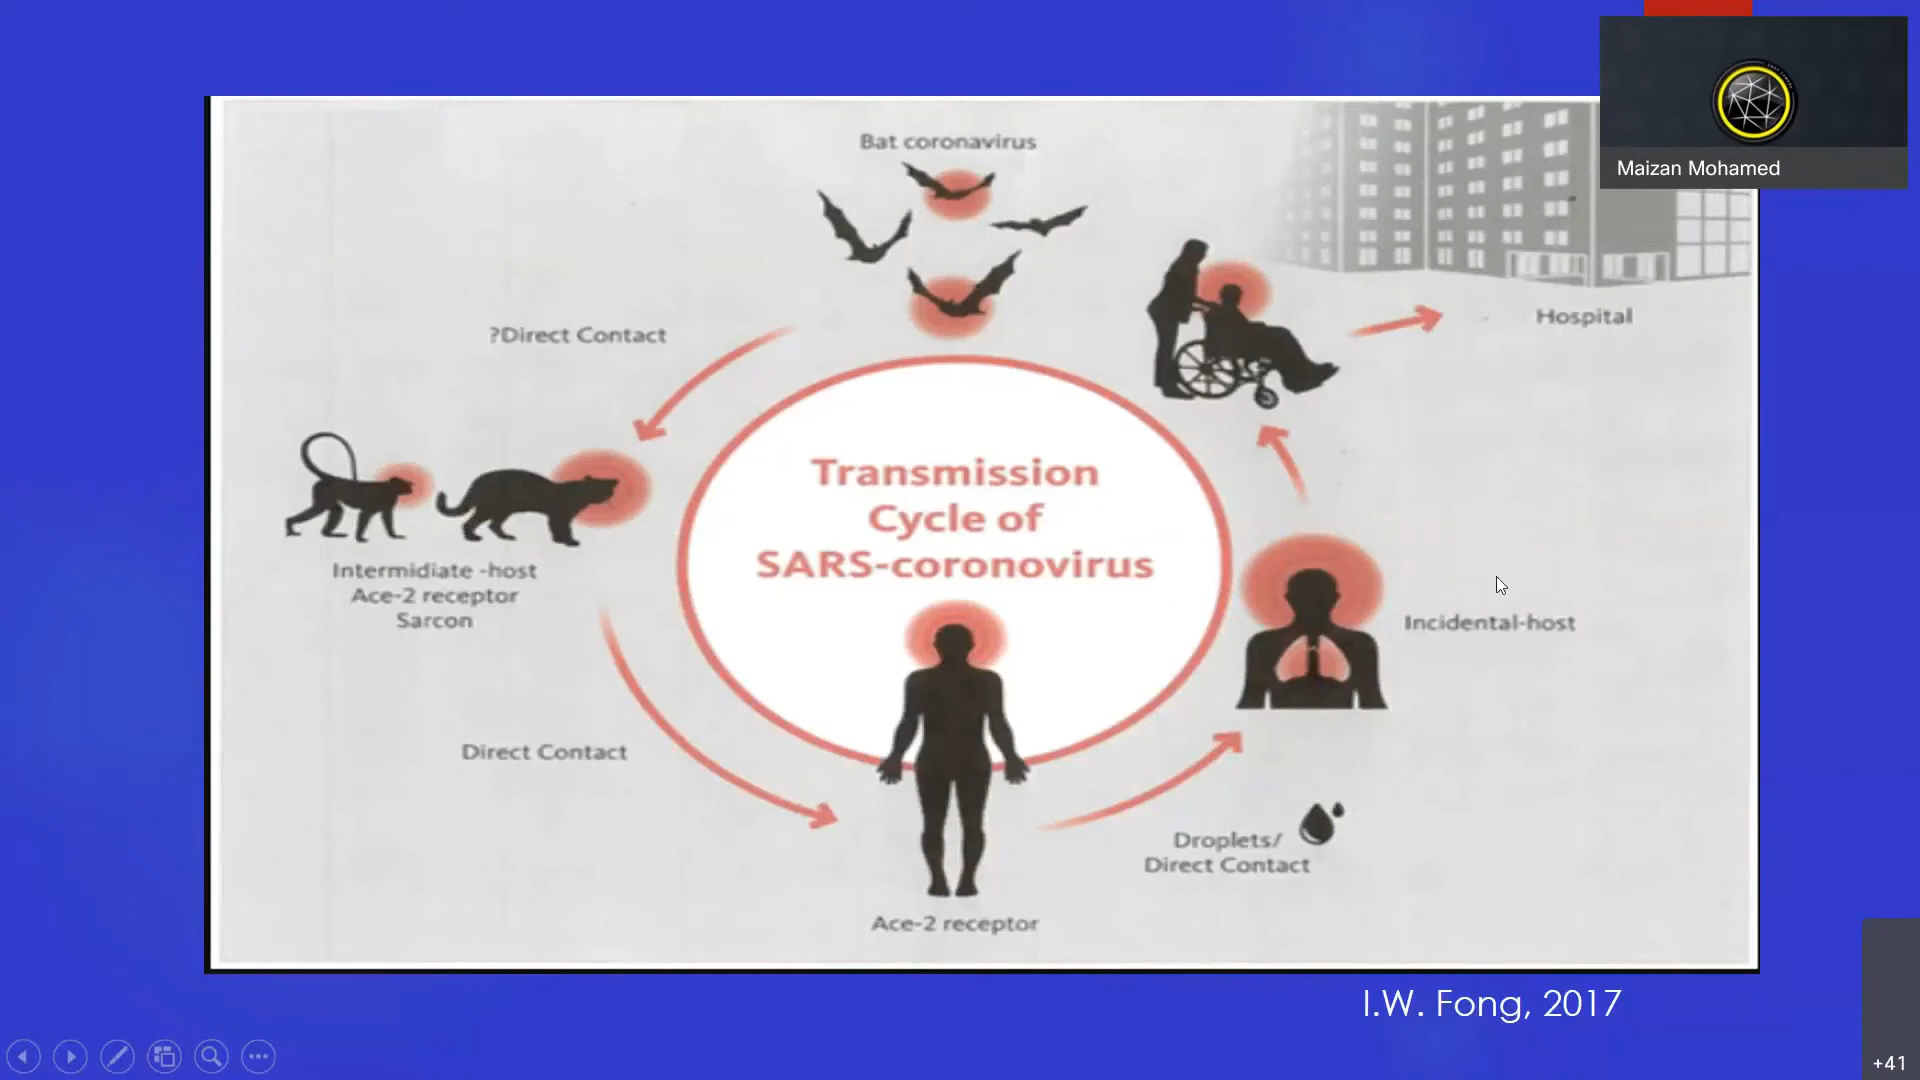 Maizan Mohamed
Bat coronavirus
?Direct Contact
Hospital
Transmission
Cycle of
SARS-coronovirus
Intermidiate -host
Ace-2 receptor
Sarcon
Incidental-host
Direct Contact
Droplets/
Direct Contact
Ace-2 receptor
I.W. Fong, 2017
+41